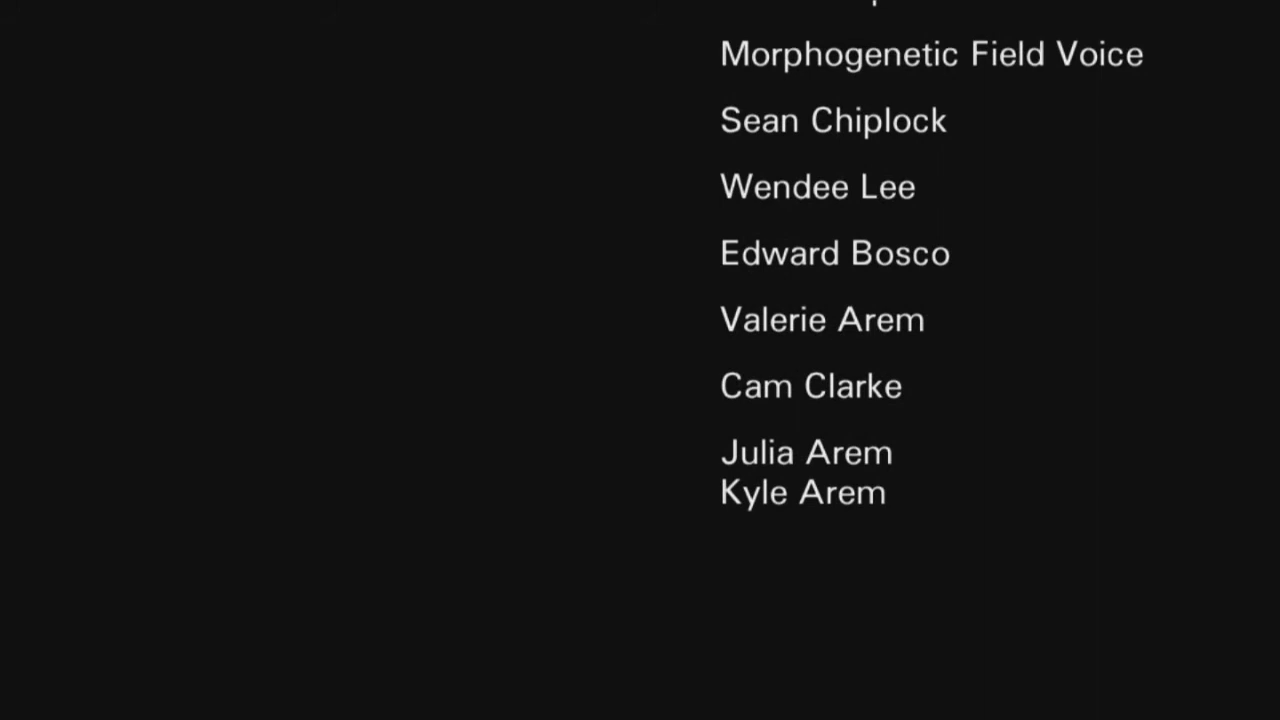 Morphogenetic Field Voice
Sean Chiplock
Wendee Lee
Edward Bosco
Valerie Arem
Cam Clarke
Julia Arem
Kyle Arem